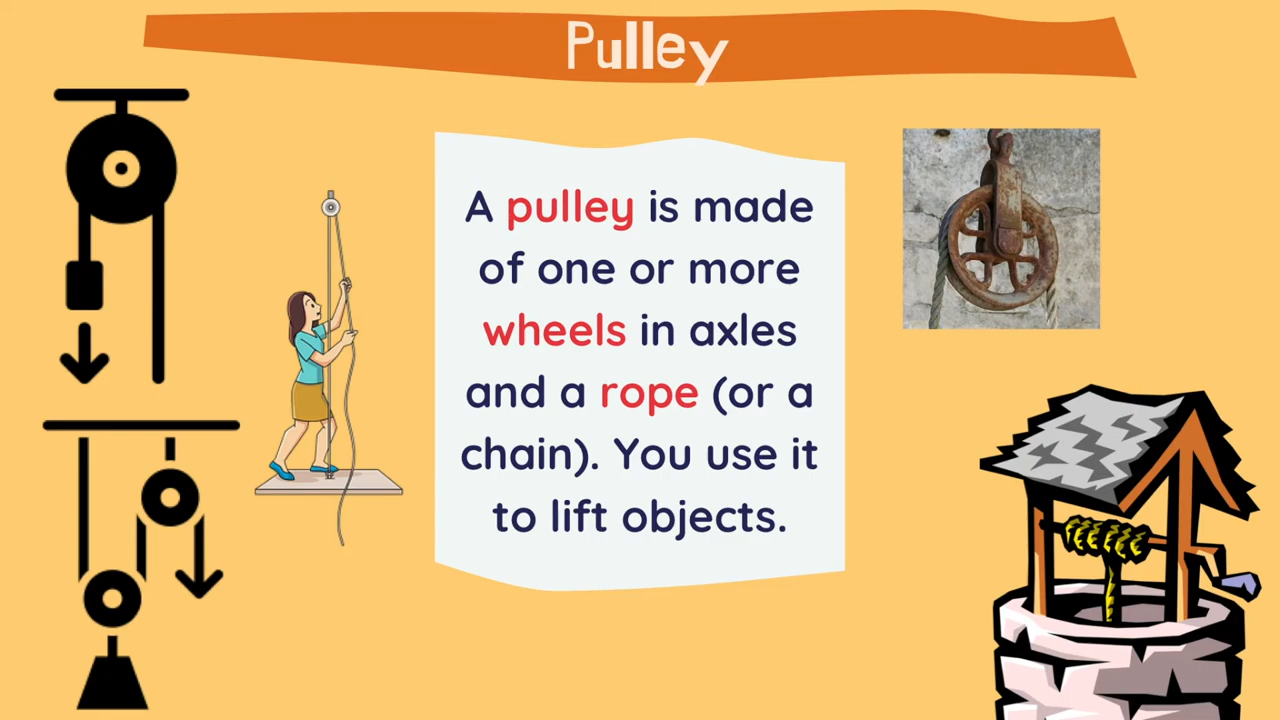 Pulley
A pulley is made
of one or more
wheels in axles
and a rope (or a
chain). You use it
to lift objects.